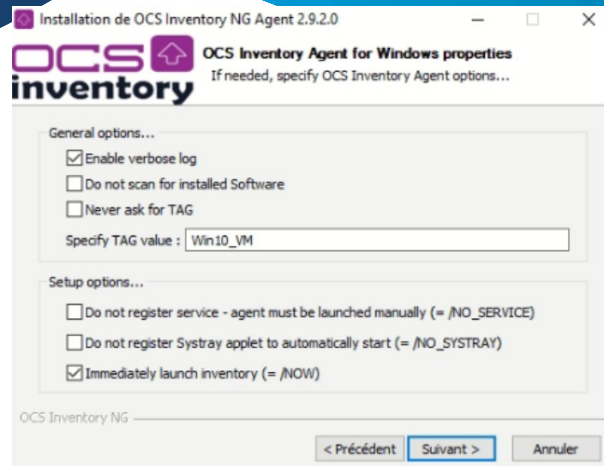 Installation de OCS Inventory NG Agent 2.9.2.0
OCS
inventory
OCS Inventory Agent for Windows properties
If needed, specify OCS Inventory Agent options...
General options...
Enable verbose log
Do not scan for installed Software
Never ask for TAG
Specify TAG value : Win10_VM
Setup options...
Do not register service - agent must be launched manually (= /NO_SERVICE)
Do not register Systray applet to automatically start (= /NO_SYSTRAY)
Immediately launch inventory (= /NOW)
OCS Inventory NG
< Précédent Suivant > Annuler